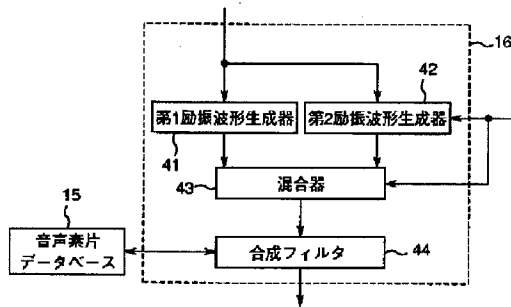 16
42
第1励振波形生成器
第2励振波形生成器
41
43
混合器
15
音声素片
データベース
合成フィルタ
44